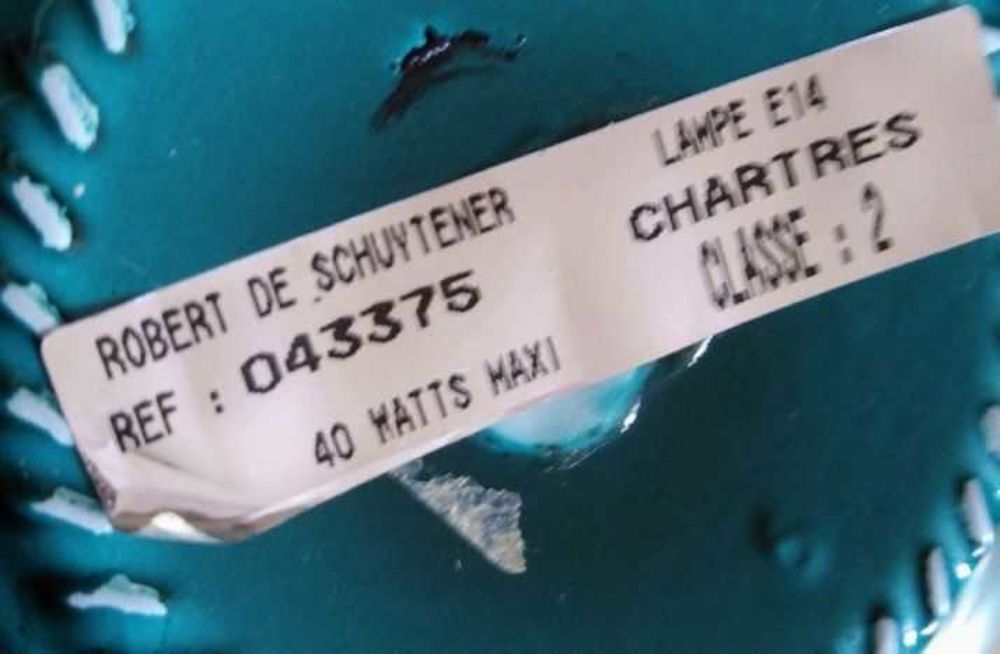 ROBERT DE SCHUYTENER
REF : 043375
40 WATTS MAXI
LAMPE E14
CHARTRES
CLASSE : 2